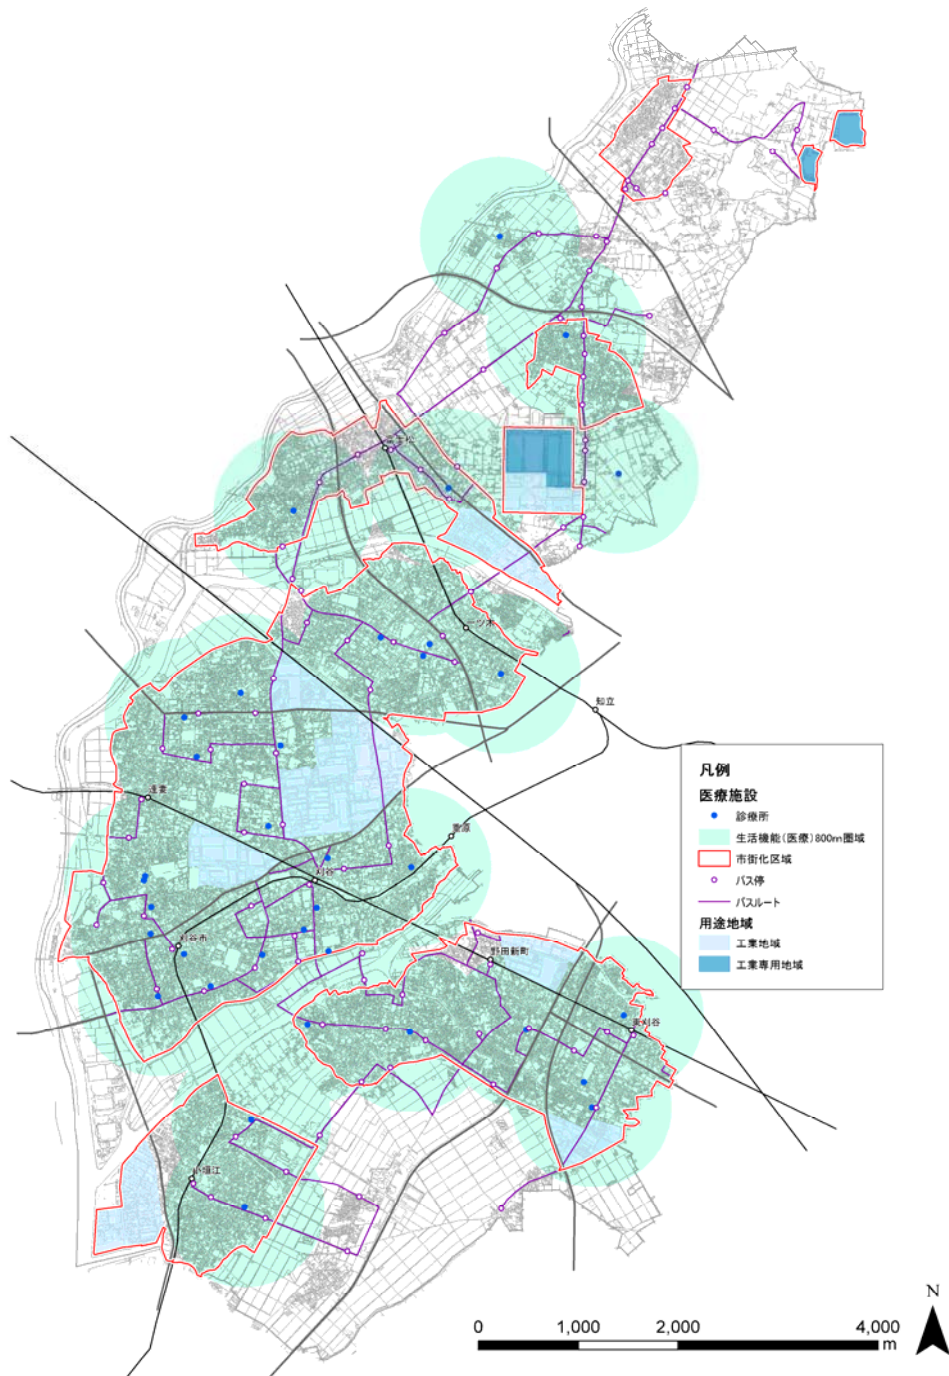 富士松
一ツ木
知立
逢妻
重原
刈谷
刈谷市
野田新町
東刈谷
小垣江
凡例
医療施設
診療所
生活機能(医療)800m圏域
市街化区域
バス停
バスルート
用途地域
工業地域
工業専用地域
N
0 1,000 2,000 4,000
m